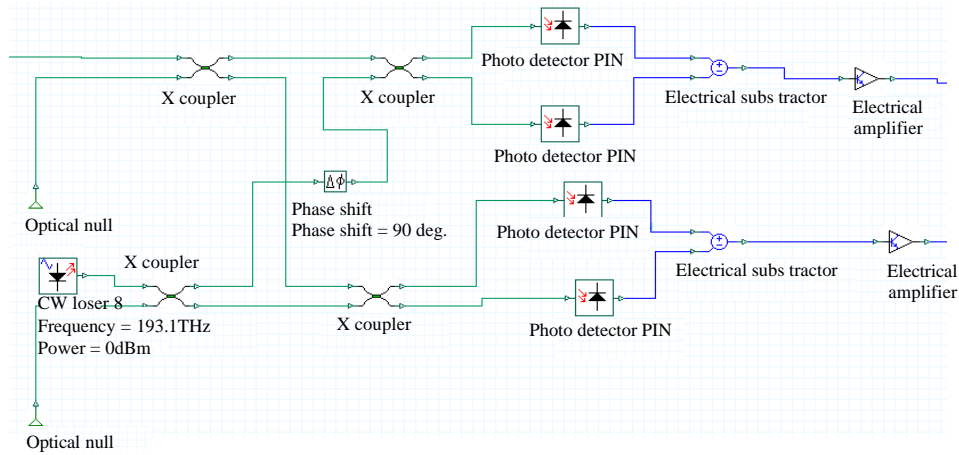 Photo detector PIN
X coupler
X coupler
Electrical subs tractor
Electrical
amplifier
Photo detector PIN
Δϕ
Optical null
Phase shift
Phase shift = 90 deg.
Photo detector PIN
X coupler
Electrical subs tractor
Electrical
amplifier
CW loser 8
Frequency = 193.1THz
Power = 0dBm
X coupler
Photo detector PIN
Optical null